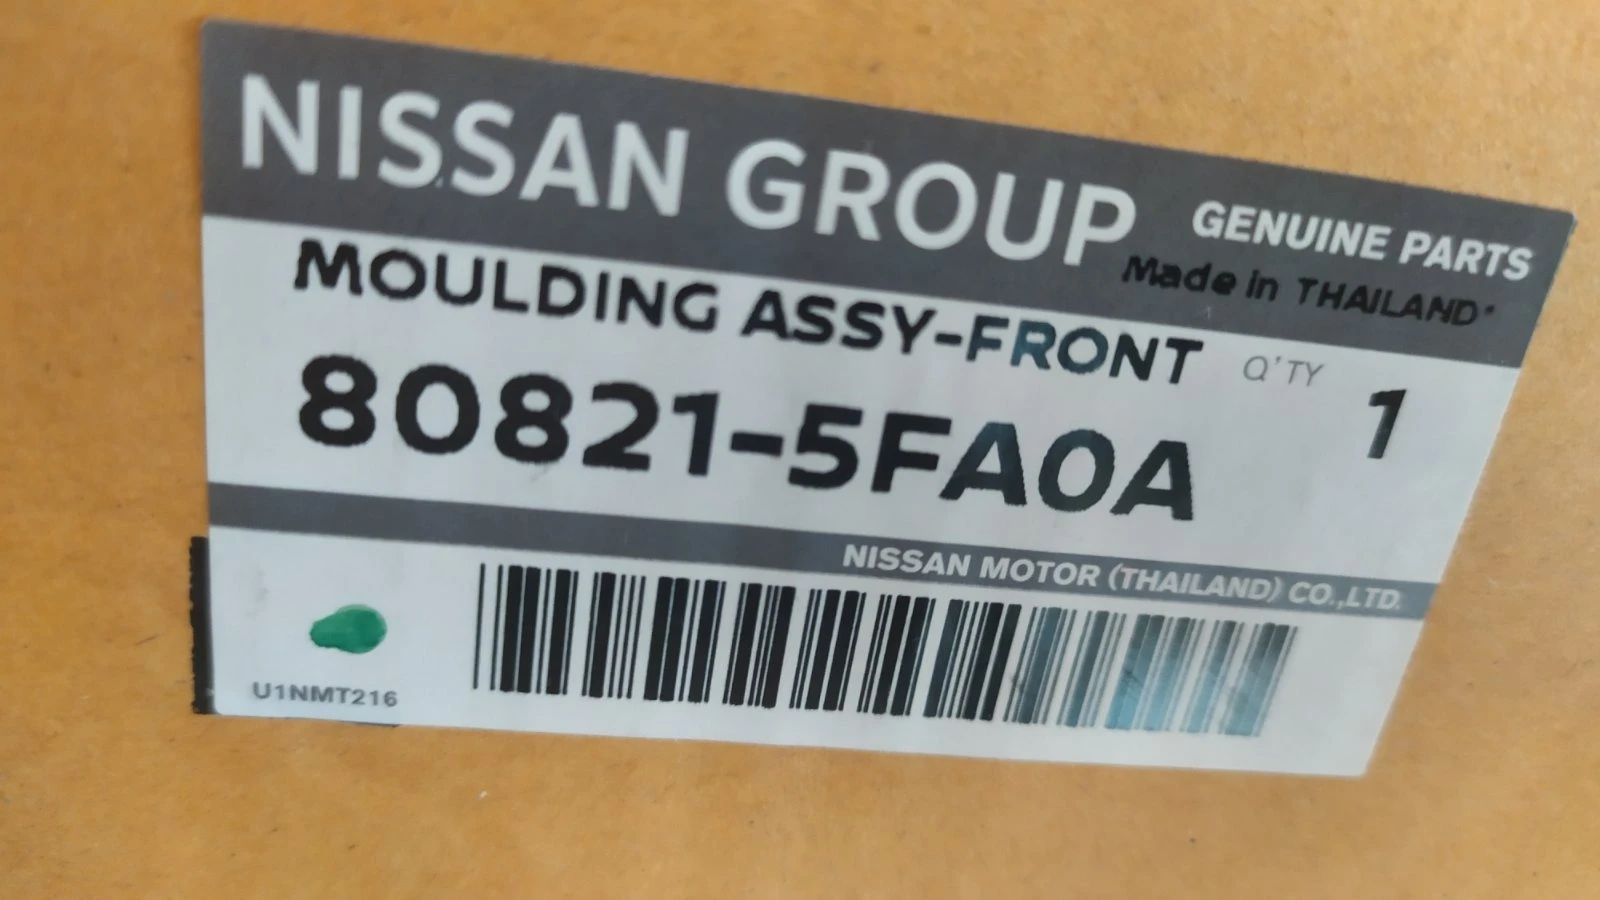 NISSAN GROUP GENUINE PARTS
Made in THAILAND
MOULDING ASSY-FRONT Q'TY 1
80821-5FA0A
NISSAN MOTOR (THAILAND) CO.,LTD.
U1NMT216